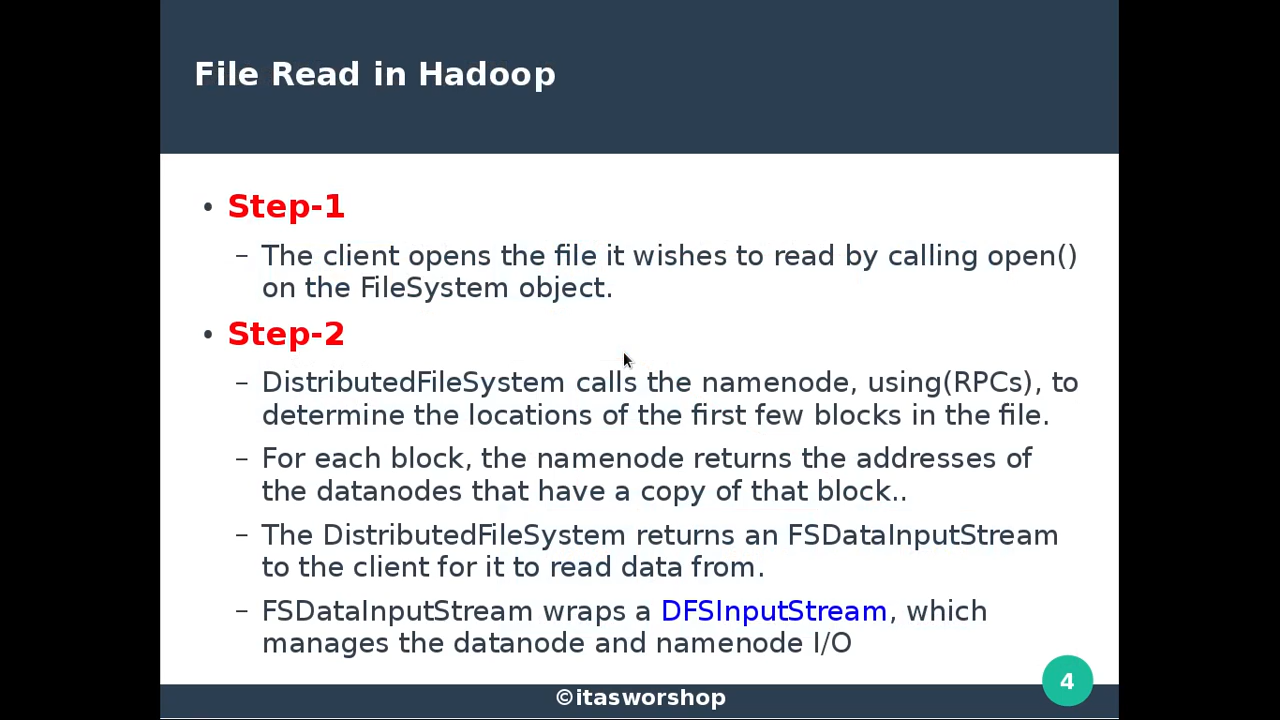 File Read in Hadoop
• Step-1
– The client opens the file it wishes to read by calling open()
on the FileSystem object.
• Step-2
– DistributedFileSystem calls the namenode, using(RPCs), to
determine the locations of the first few blocks in the file.
– For each block, the namenode returns the addresses of
the datanodes that have a copy of that block..
– The DistributedFileSystem returns an FSDataInputStream
to the client for it to read data from.
– FSDataInputStream wraps a DFSInputStream, which
manages the datanode and namenode I/O
4
©itasworshop